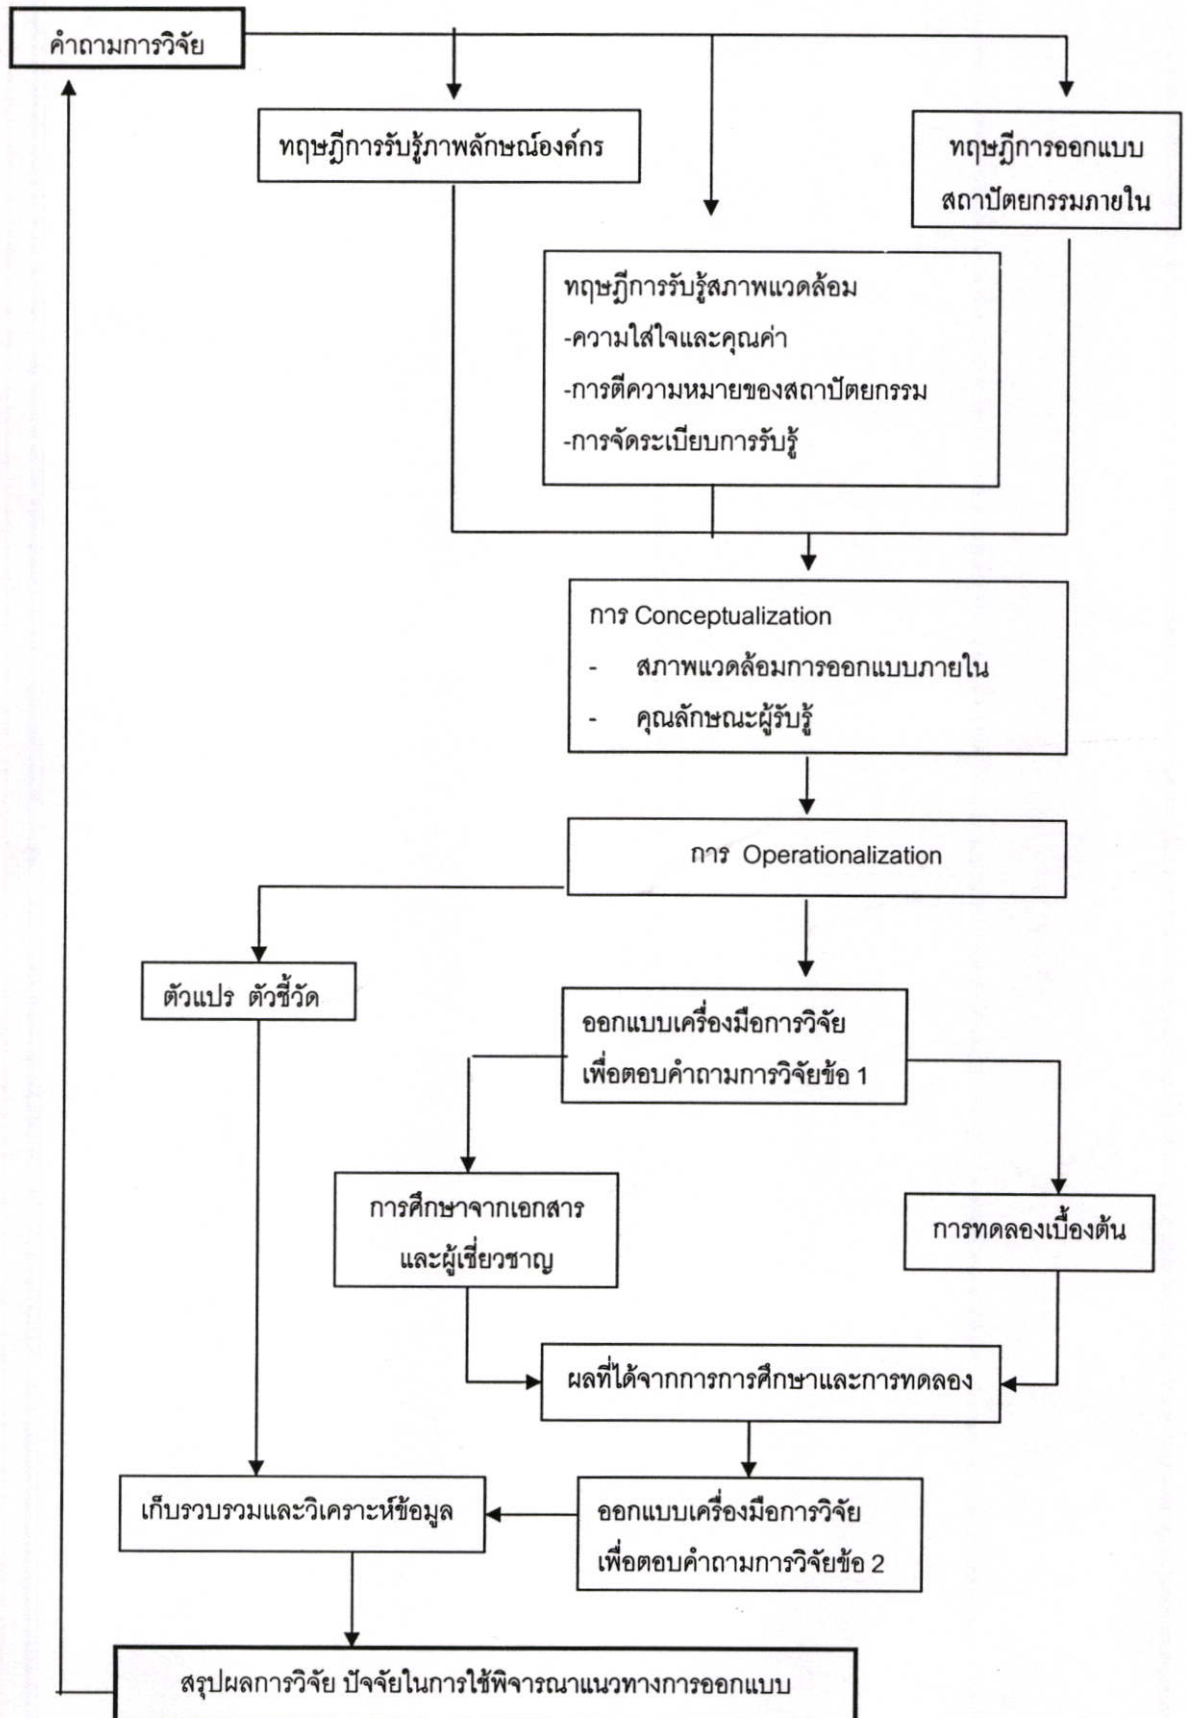 คำถามการวิจัย
ทฤษฎีการรับรู้ภาพลักษณ์องค์กร
ทฤษฎีการออกแบบ
สถาปัตยกรรมภายใน
ทฤษฎีการรับรู้สภาพแวดล้อม
-ความใส่ใจและคุณค่า
-การตีความหมายของสถาปัตยกรรม
-การจัดระเบียบการรับรู้
การ Conceptualization
- สภาพแวดล้อมการออกแบบภายใน
- คุณลักษณะผู้รับรู้
การ Operationalization
ตัวแปร ตัวชี้วัด
ออกแบบเครื่องมือการวิจัย
เพื่อตอบคำถามการวิจัยข้อ 1
การศึกษาจากเอกสาร
และผู้เชี่ยวชาญ
การทดลองเบื้องต้น
ผลที่ได้จากการการศึกษาและการทดลอง
เก็บรวบรวมและวิเคราะห์ข้อมูล
ออกแบบเครื่องมือการวิจัย
เพื่อตอบคำถามการวิจัยข้อ 2
สรุปผลการวิจัย ปัจจัยในการใช้พิจารณาแนวทางการออกแบบ